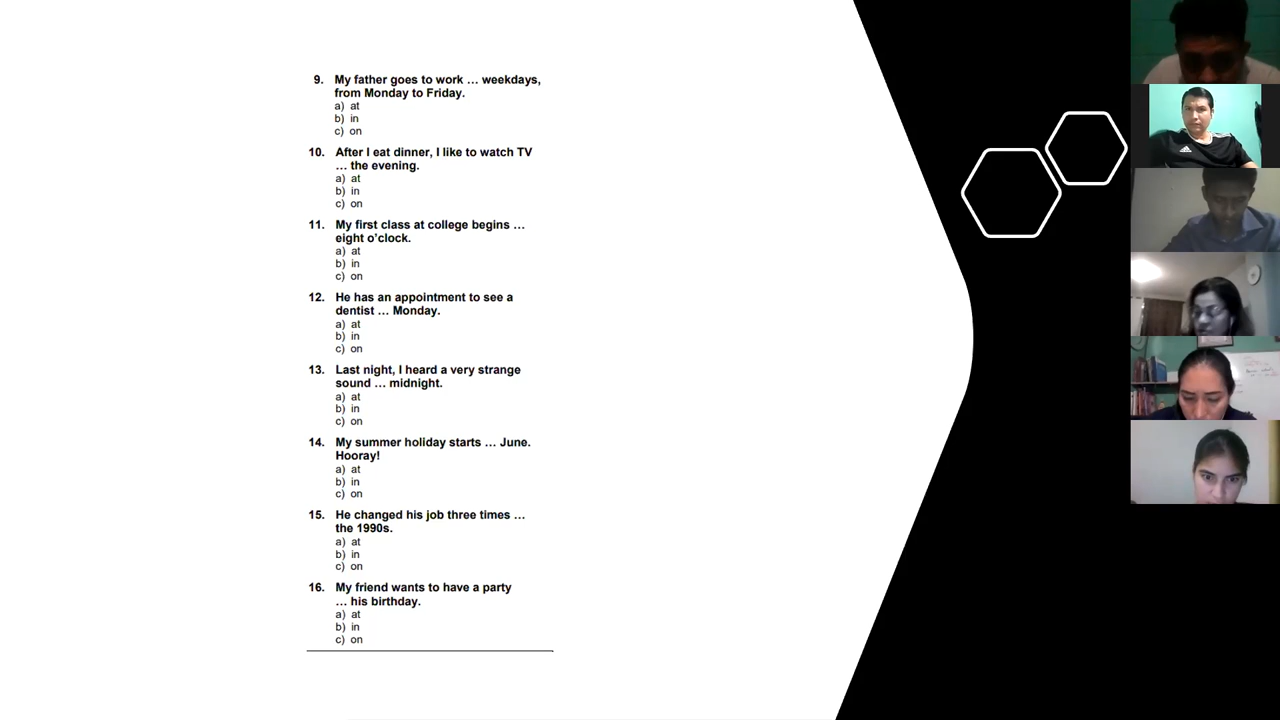 9. My father goes to work … weekdays,
from Monday to Friday.
a) at
b) in
c) on
10. After I eat dinner, I like to watch TV
… the evening.
a) at
b) in
c) on
11. My first class at college begins …
eight o’clock.
a) at
b) in
c) on
12. He has an appointment to see a
dentist … Monday.
a) at
b) in
c) on
13. Last night, I heard a very strange
sound … midnight.
a) at
b) in
c) on
14. My summer holiday starts … June.
Hooray!
a) at
b) in
c) on
15. He changed his job three times …
the 1990s.
a) at
b) in
c) on
16. My friend wants to have a party
… his birthday.
a) at
b) in
c) on